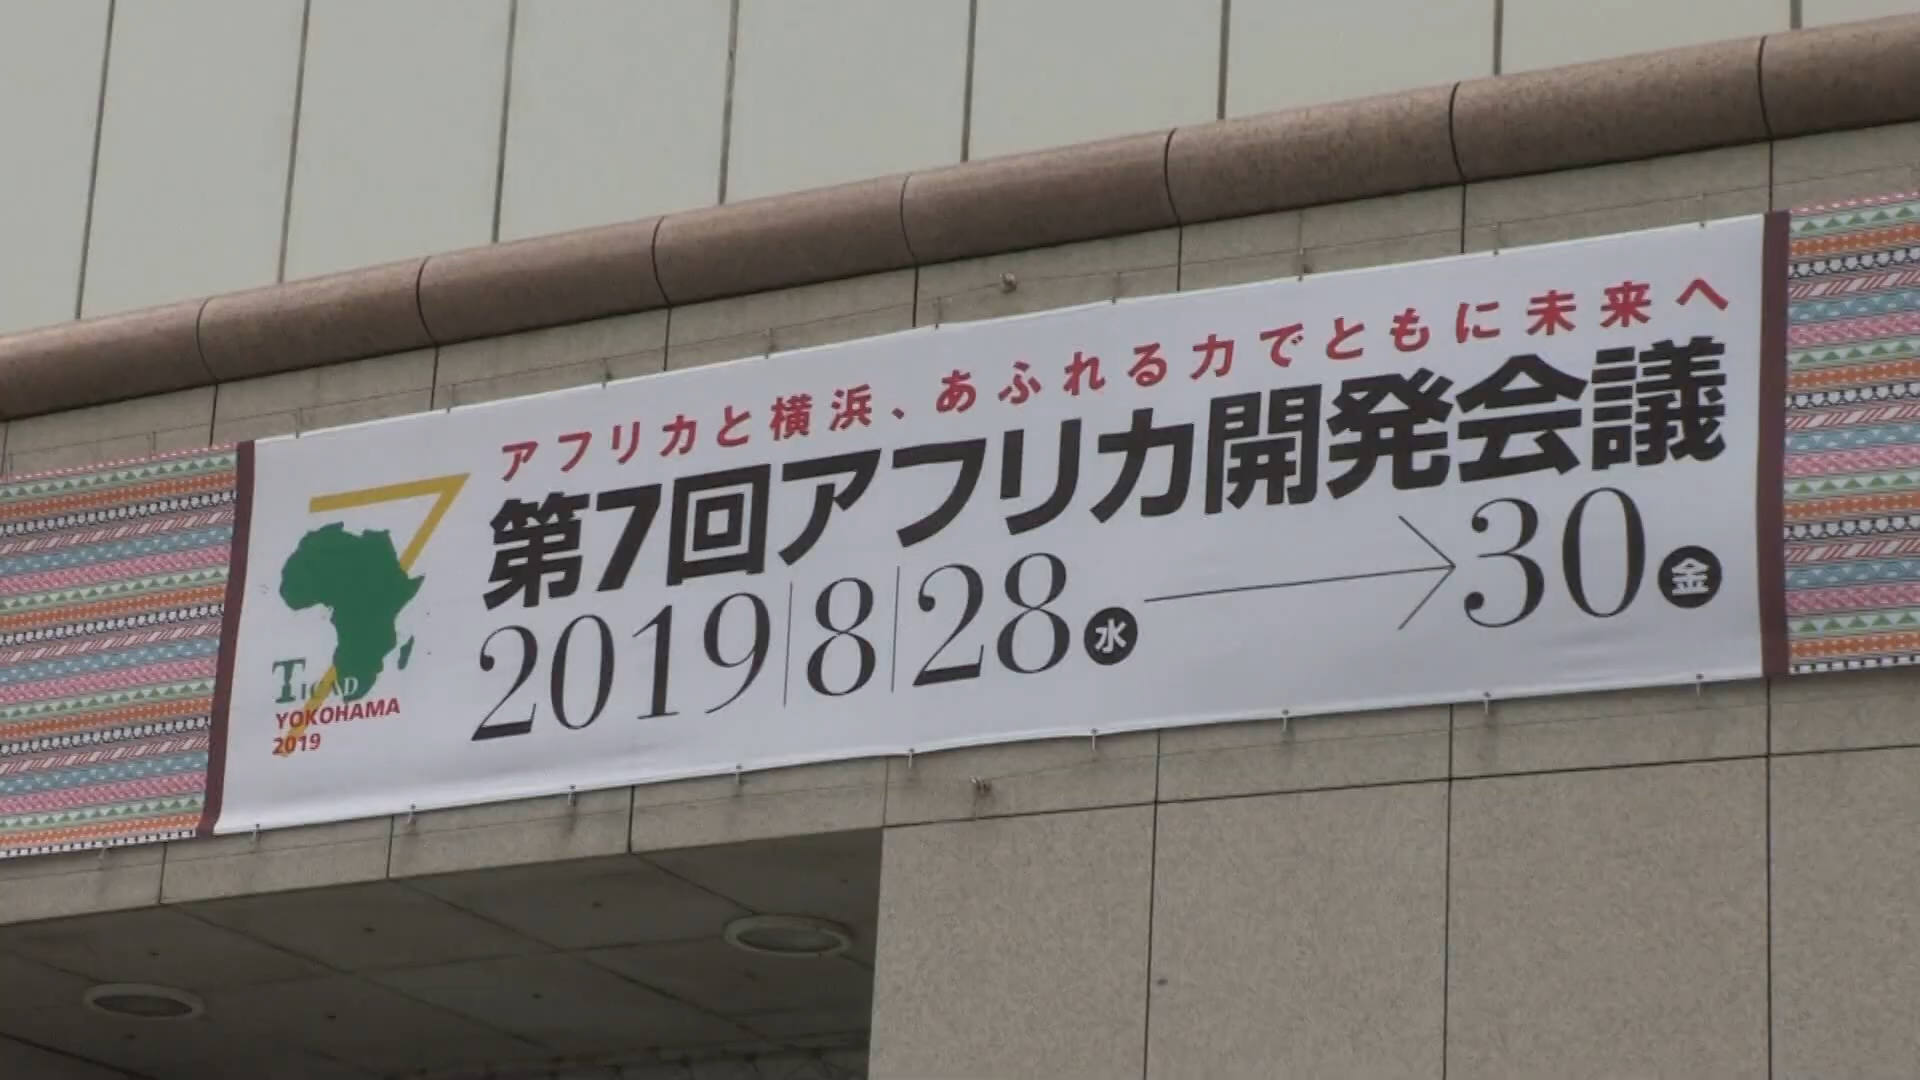 アフリカと横浜、あふれる力でともに未来へ
第7回アフリカ開発会議
2019|8|28水→30金
TICAD
YOKOHAMA
2019